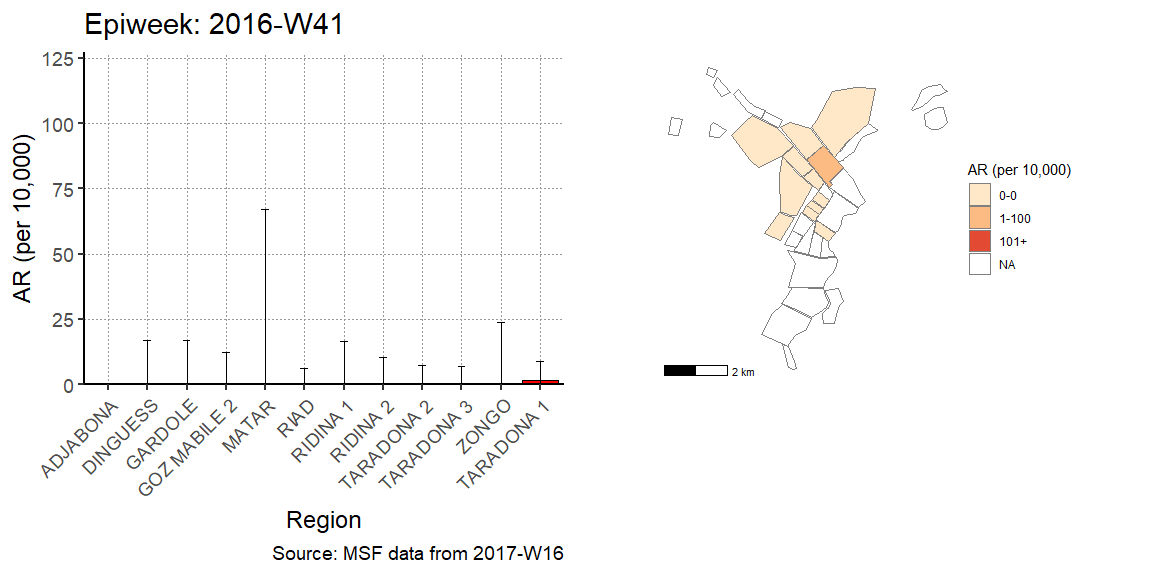 Epiweek: 2016-W41
AR (per 10,000)
125
100
75
50
25
0
ADJABONA
DINGUESS
GARDOLE
GOZ MABILE 2
MATAR
RIAD
RIDINA 1
RIDINA 2
TARADONA 2
TARADONA 3
ZONGO
TARADONA 1
Region
Source: MSF data from 2017-W16
AR (per 10,000)
0-0
1-100
101+
NA
2 km